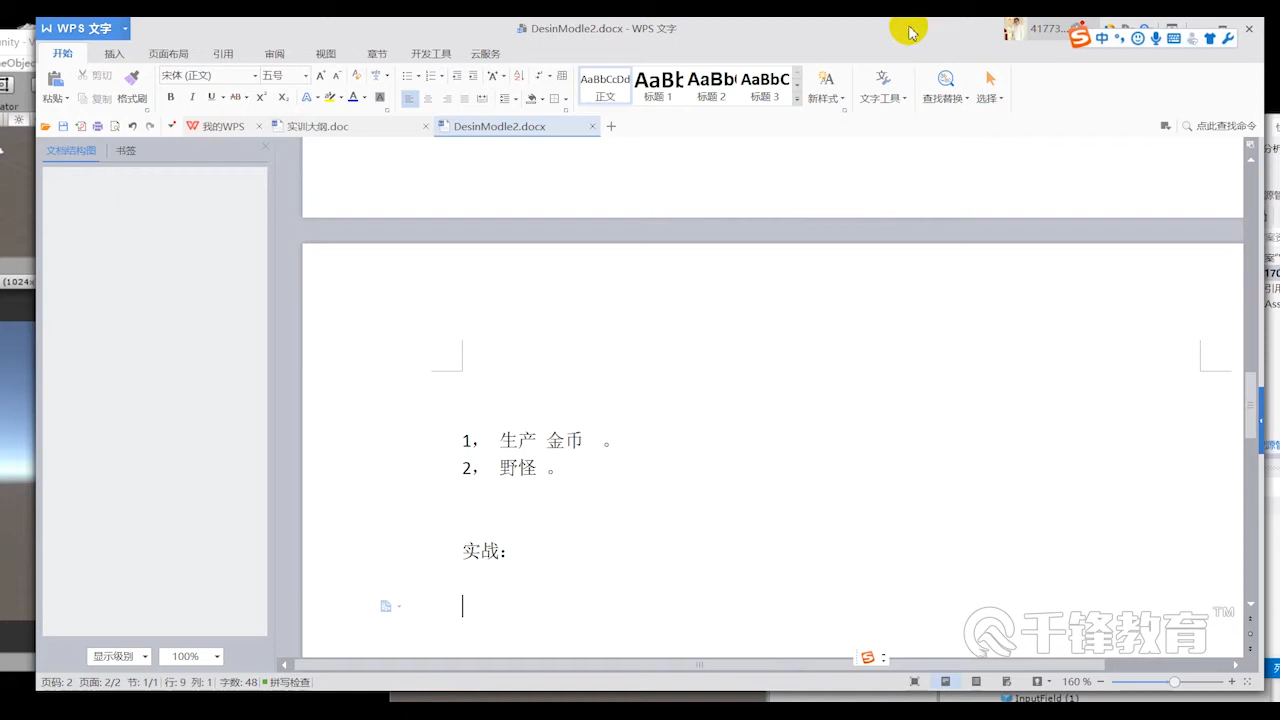 WPS 文字
DesinModle2.docx - WPS 文字
41773...
中
开始 插入 页面布局 引用 审阅 视图 章节 开发工具 云服务
粘贴 剪切 复制 格式刷
宋体 (正文) 五号
AaBbCcDd AaBb AaBb AaBbC
正文 标题 1 标题 2 标题 3
新样式 文字工具 查找替换 选择
我的WPS 实训大纲.doc DesinModle2.docx 点此查找命令
文档结构图 书签
1， 生产 金币 。
2， 野怪 。
实战：
千锋教育 TM
显示级别 100%
页码: 2 页面: 2/2 节: 1/1 行: 9 列: 1 字数: 48 拼写检查 160 %
InputField (1)